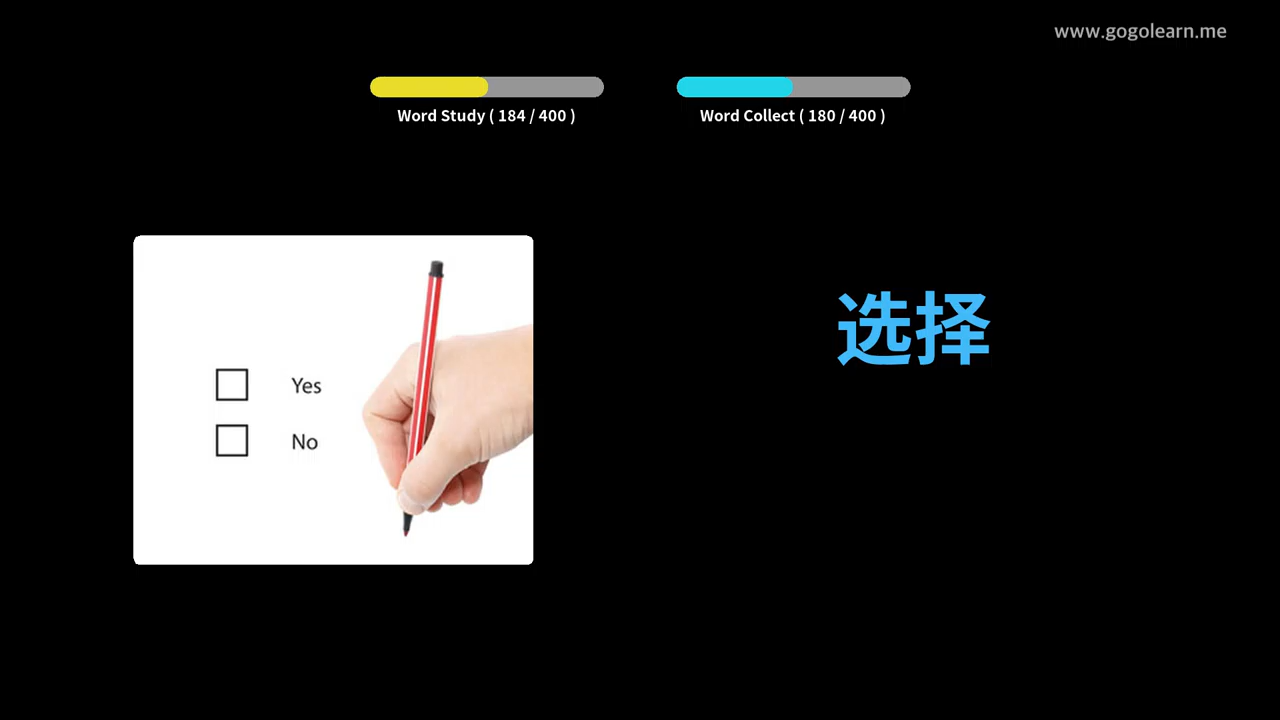 www.gogolearn.me
Word Study ( 184 / 400 )
Word Collect ( 180 / 400 )
选择
Yes
No